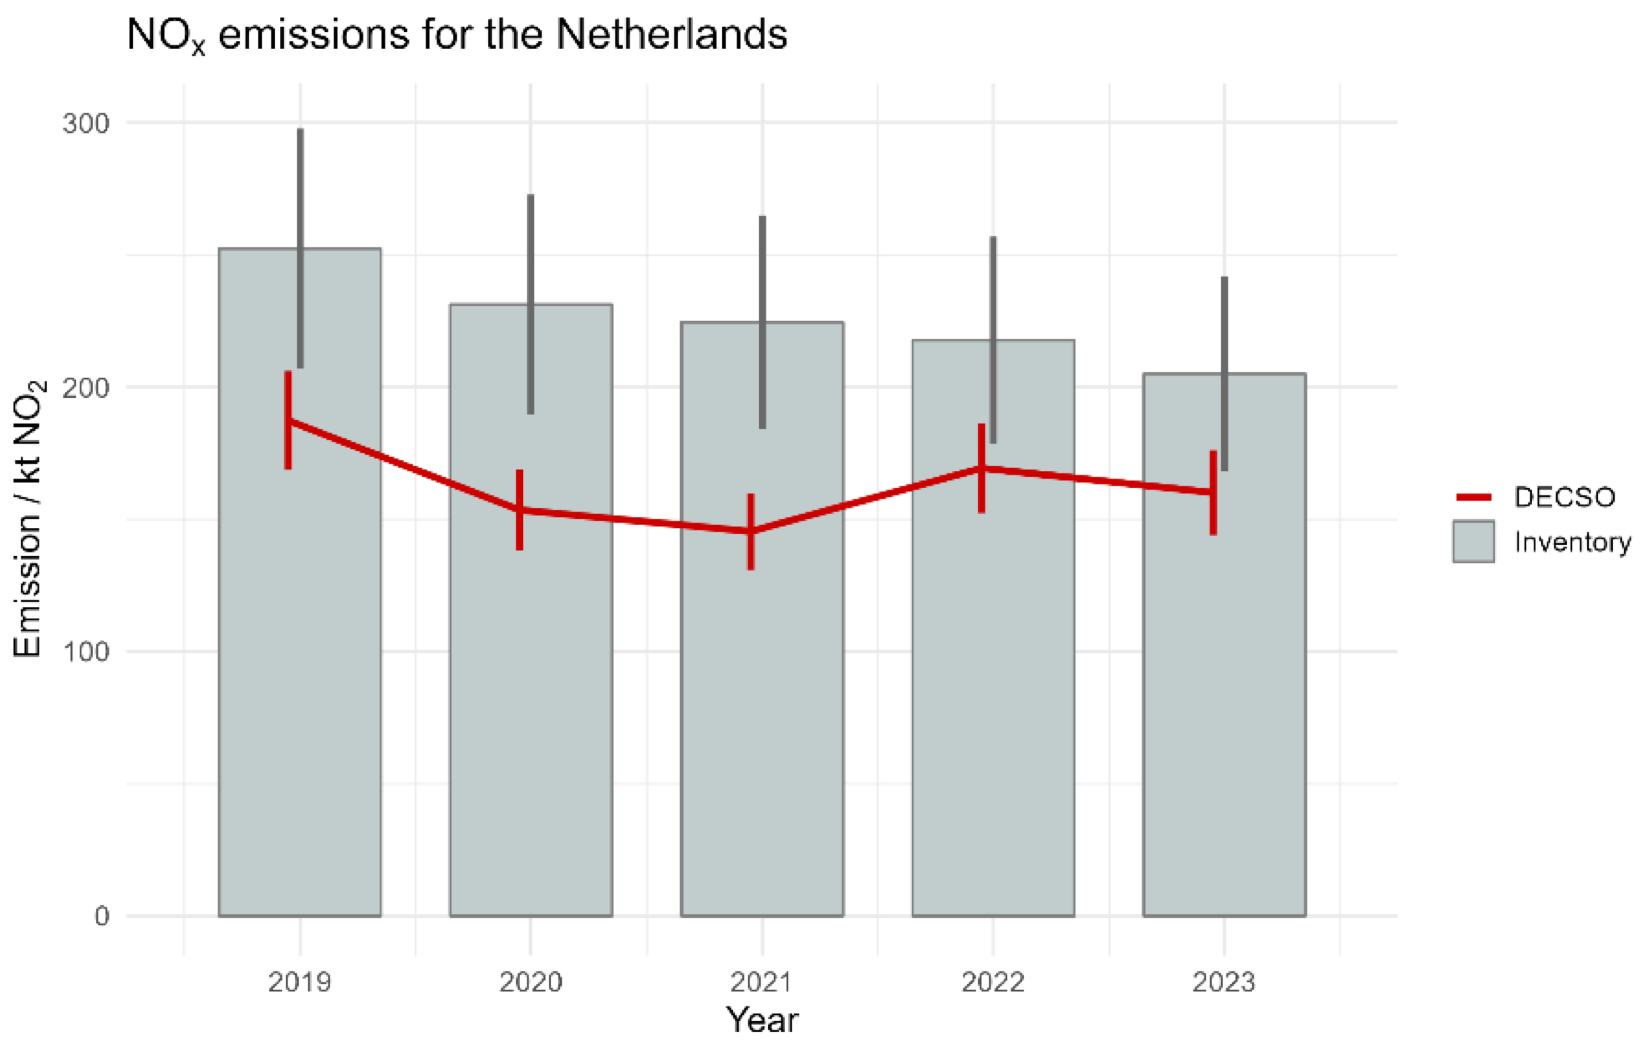 NOₓ emissions for the Netherlands
300
200
100
0
Emission / kt NO₂
2019 2020 2021 2022 2023
Year
DECSO
Inventory